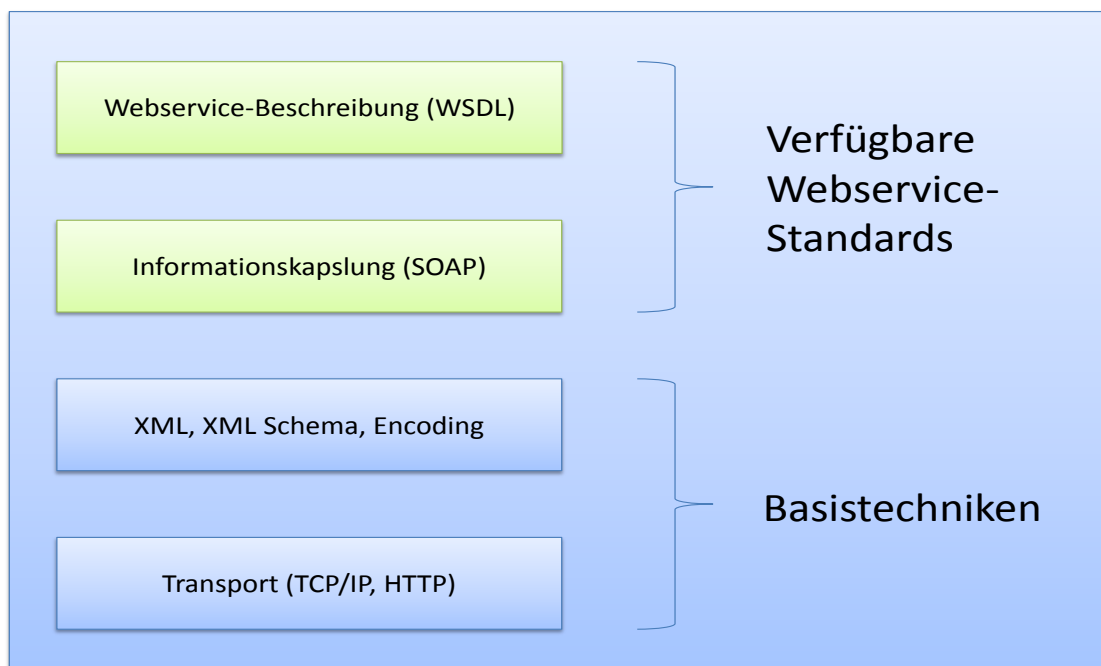 Webservice-Beschreibung (WSDL)
Informationskapslung (SOAP)
Verfügbare
Webservice-
Standards
XML, XML Schema, Encoding
Transport (TCP/IP, HTTP)
Basistechniken